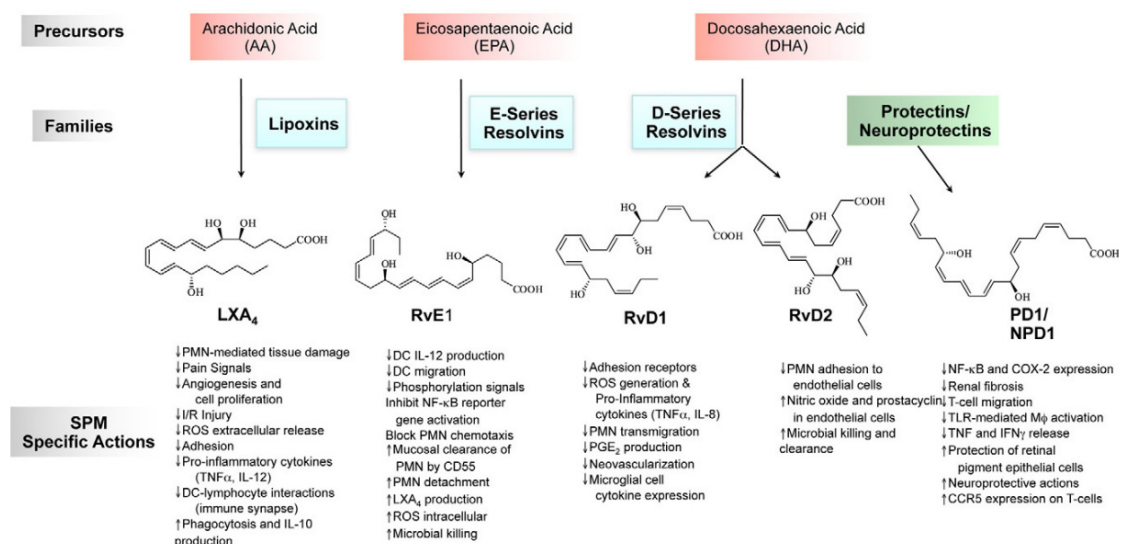 Precursors
Arachidonic Acid
(AA)
Eicosapentaenoic Acid
(EPA)
Docosahexaenoic Acid
(DHA)
Families
Lipoxins
E-Series
Resolvins
D-Series
Resolvins
Protectins/
Neuroprotectins
HO OH
COOH
OH
LXA₄
OH
OH
OH
COOH
RvE1
HO
COOH
OH
HO
RvD1
COOH
OH
OH
HO
RvD2
COOH
OH
OH
PD1/
NPD1
SPM
Specific Actions
↓PMN-mediated tissue damage
↓Pain Signals
↓Angiogenesis and
cell proliferation
↓I/R Injury
↓ROS extracellular release
↓Adhesion
↓Pro-inflammatory cytokines
(TNFα, IL-12)
↓DC-lymphocyte interactions
(immune synapse)
↑Phagocytosis and IL-10
production
↓DC IL-12 production
↓DC migration
↓Phosphorylation signals
Inhibit NF-κB reporter
gene activation
Block PMN chemotaxis
↑Mucosal clearance of
PMN by CD55
↑PMN detachment
↑LXA₄ production
↑ROS intracellular
↑Microbial killing
↓Adhesion receptors
↓ROS generation &
Pro-Inflammatory
cytokines (TNFα, IL-8)
↓PMN transmigration
↓PGE₂ production
↓Neovascularization
↓Microglial cell
cytokine expression
↓PMN adhesion to
endothelial cells
↑Nitric oxide and prostacyclin
in endothelial cells
↑Microbial killing and
clearance
↓NF-κB and COX-2 expression
↓Renal fibrosis
↓T-cell migration
↓TLR-mediated Mϕ activation
↓TNF and IFNγ release
↑Protection of retinal
pigment epithelial cells
↑Neuroprotective actions
↑CCR5 expression on T-cells